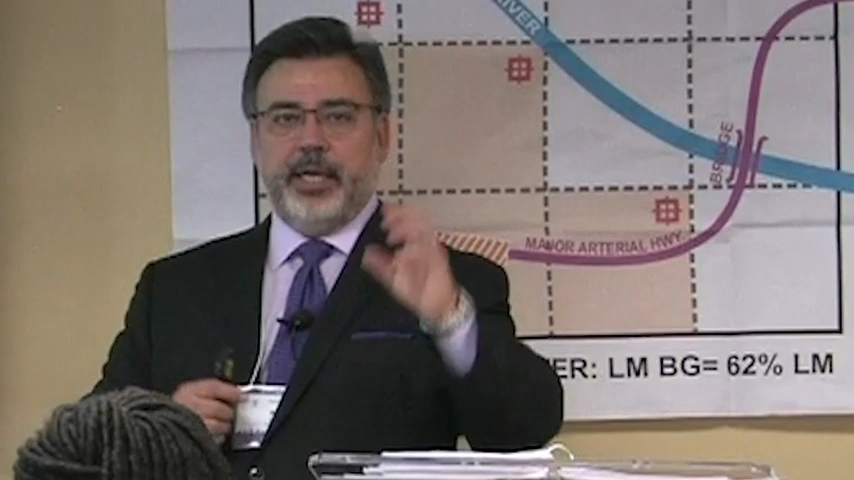 RIVER
BRIDGE
MAJOR ARTERIAL HWY.
ER: LM BG= 62% LM